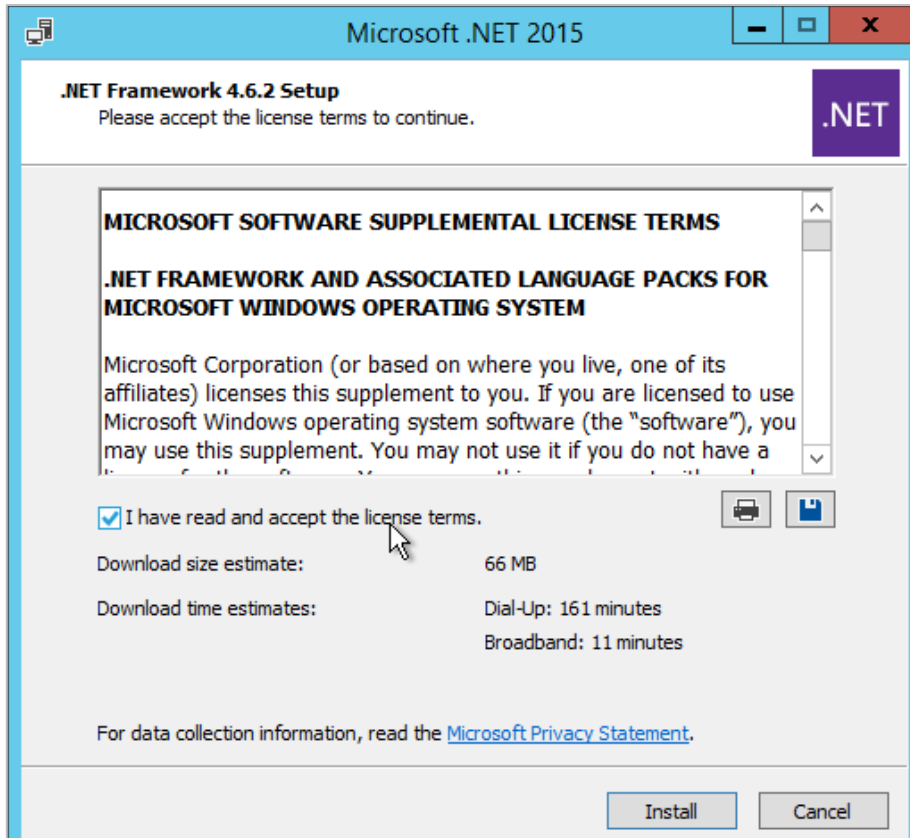 Microsoft .NET 2015
.NET Framework 4.6.2 Setup
Please accept the license terms to continue.
.NET
MICROSOFT SOFTWARE SUPPLEMENTAL LICENSE TERMS
.NET FRAMEWORK AND ASSOCIATED LANGUAGE PACKS FOR
MICROSOFT WINDOWS OPERATING SYSTEM
Microsoft Corporation (or based on where you live, one of its
affiliates) licenses this supplement to you. If you are licensed to use
Microsoft Windows operating system software (the “software”), you
may use this supplement. You may not use it if you do not have a
I have read and accept the license terms.
Download size estimate: 66 MB
Download time estimates: Dial-Up: 161 minutes
Broadband: 11 minutes
For data collection information, read the Microsoft Privacy Statement.
Install Cancel